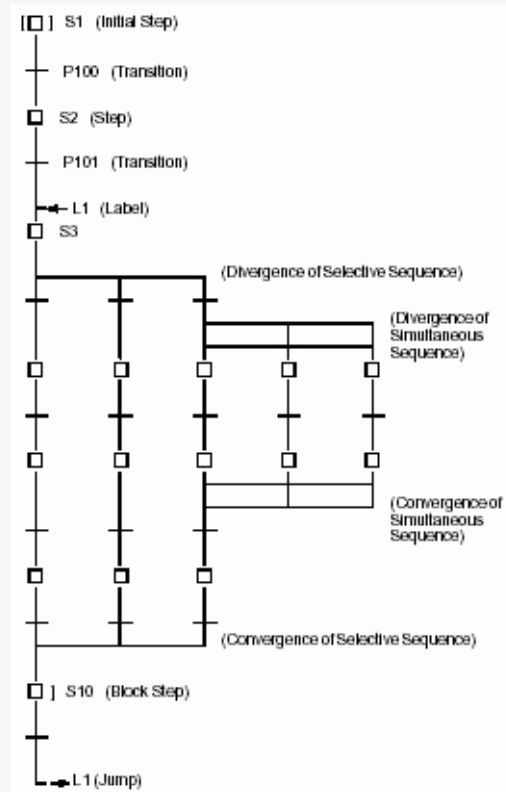 [ ] S1 (Initial Step)
P100 (Transition)
S2 (Step)
P101 (Transition)
L1 (Label)
S3
(Divergence of Selective Sequence)
(Divergence of
Simultaneous
Sequence)
(Convergence of
Simultaneous
Sequence)
(Convergence of Selective Sequence)
] S10 (Block Step)
L1 (Jump)